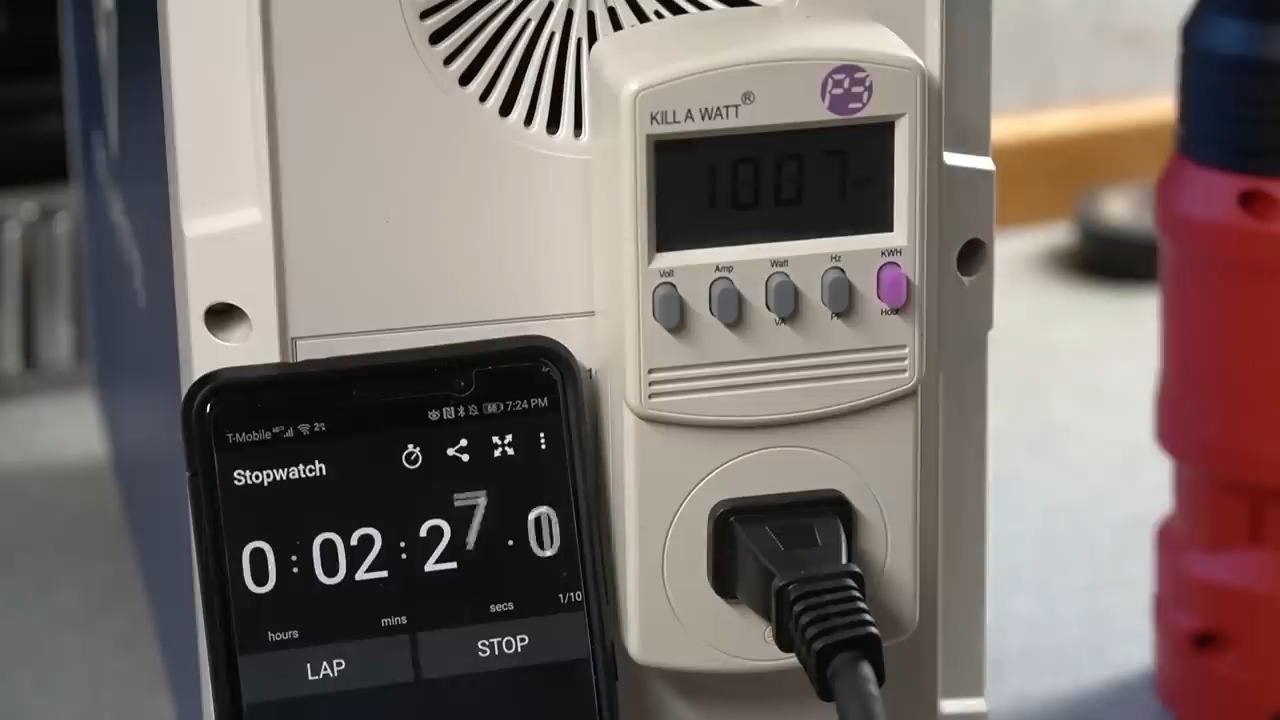 KILL A WATT®
P3
1007
Volt Amp Watt Hz KWH
VA PF Hour
T-Mobile 7:24 PM
Stopwatch
0:02:27.0
hours mins secs 1/10
LAP STOP